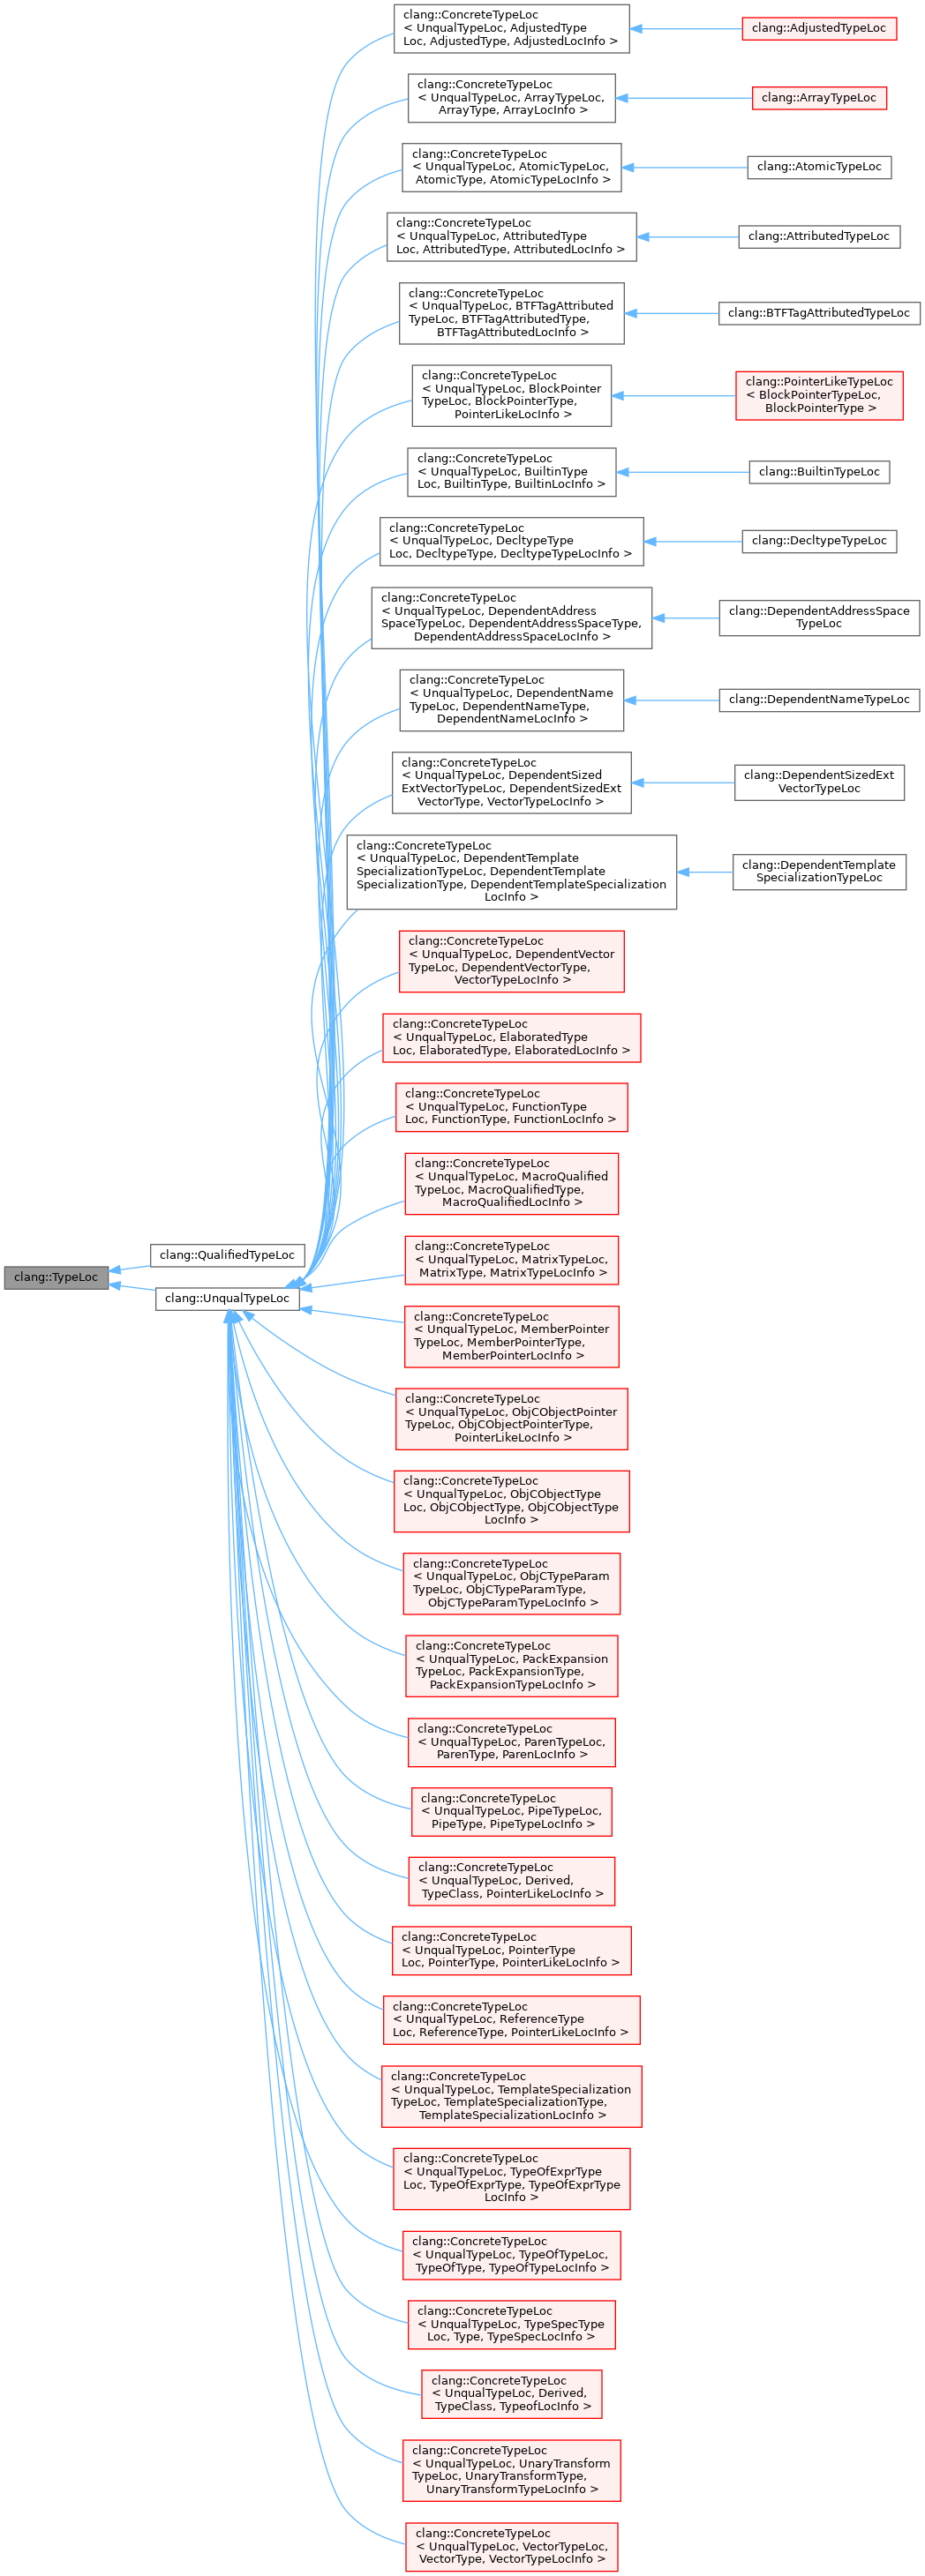 clang::ConcreteTypeLoc
< UnqualTypeLoc, AdjustedType
Loc, AdjustedType, AdjustedLocInfo >
clang::AdjustedTypeLoc
clang::ConcreteTypeLoc
< UnqualTypeLoc, ArrayTypeLoc,
ArrayType, ArrayLocInfo >
clang::ArrayTypeLoc
clang::ConcreteTypeLoc
< UnqualTypeLoc, AtomicTypeLoc,
AtomicType, AtomicTypeLocInfo >
clang::AtomicTypeLoc
clang::ConcreteTypeLoc
< UnqualTypeLoc, AttributedType
Loc, AttributedType, AttributedLocInfo >
clang::AttributedTypeLoc
clang::ConcreteTypeLoc
< UnqualTypeLoc, BTFTagAttributed
TypeLoc, BTFTagAttributedType,
BTFTagAttributedLocInfo >
clang::BTFTagAttributedTypeLoc
clang::ConcreteTypeLoc
< UnqualTypeLoc, BlockPointer
TypeLoc, BlockPointerType,
PointerLikeLocInfo >
clang::PointerLikeTypeLoc
< BlockPointerTypeLoc,
BlockPointerType >
clang::ConcreteTypeLoc
< UnqualTypeLoc, BuiltinType
Loc, BuiltinType, BuiltinLocInfo >
clang::BuiltinTypeLoc
clang::ConcreteTypeLoc
< UnqualTypeLoc, DecltypeType
Loc, DecltypeType, DecltypeTypeLocInfo >
clang::DecltypeTypeLoc
clang::ConcreteTypeLoc
< UnqualTypeLoc, DependentAddress
SpaceTypeLoc, DependentAddressSpaceType,
DependentAddressSpaceLocInfo >
clang::DependentAddressSpace
TypeLoc
clang::ConcreteTypeLoc
< UnqualTypeLoc, DependentName
TypeLoc, DependentNameType,
DependentNameLocInfo >
clang::DependentNameTypeLoc
clang::ConcreteTypeLoc
< UnqualTypeLoc, DependentSized
ExtVectorTypeLoc, DependentSizedExt
VectorType, VectorTypeLocInfo >
clang::DependentSizedExt
VectorTypeLoc
clang::ConcreteTypeLoc
< UnqualTypeLoc, DependentTemplate
SpecializationTypeLoc, DependentTemplate
SpecializationType, DependentTemplateSpecialization
LocInfo >
clang::DependentTemplate
SpecializationTypeLoc
clang::ConcreteTypeLoc
< UnqualTypeLoc, DependentVector
TypeLoc, DependentVectorType,
VectorTypeLocInfo >
clang::ConcreteTypeLoc
< UnqualTypeLoc, ElaboratedType
Loc, ElaboratedType, ElaboratedLocInfo >
clang::ConcreteTypeLoc
< UnqualTypeLoc, FunctionType
Loc, FunctionType, FunctionLocInfo >
clang::ConcreteTypeLoc
< UnqualTypeLoc, MacroQualified
TypeLoc, MacroQualifiedType,
MacroQualifiedLocInfo >
clang::QualifiedTypeLoc
clang::TypeLoc
clang::UnqualTypeLoc
clang::ConcreteTypeLoc
< UnqualTypeLoc, MatrixTypeLoc,
MatrixType, MatrixTypeLocInfo >
clang::ConcreteTypeLoc
< UnqualTypeLoc, MemberPointer
TypeLoc, MemberPointerType,
MemberPointerLocInfo >
clang::ConcreteTypeLoc
< UnqualTypeLoc, ObjCObjectPointer
TypeLoc, ObjCObjectPointerType,
PointerLikeLocInfo >
clang::ConcreteTypeLoc
< UnqualTypeLoc, ObjCObjectType
Loc, ObjCObjectType, ObjCObjectType
LocInfo >
clang::ConcreteTypeLoc
< UnqualTypeLoc, ObjCTypeParam
TypeLoc, ObjCTypeParamType,
ObjCTypeParamTypeLocInfo >
clang::ConcreteTypeLoc
< UnqualTypeLoc, PackExpansion
TypeLoc, PackExpansionType,
PackExpansionTypeLocInfo >
clang::ConcreteTypeLoc
< UnqualTypeLoc, ParenTypeLoc,
ParenType, ParenLocInfo >
clang::ConcreteTypeLoc
< UnqualTypeLoc, PipeTypeLoc,
PipeType, PipeTypeLocInfo >
clang::ConcreteTypeLoc
< UnqualTypeLoc, Derived,
TypeClass, PointerLikeLocInfo >
clang::ConcreteTypeLoc
< UnqualTypeLoc, PointerType
Loc, PointerType, PointerLikeLocInfo >
clang::ConcreteTypeLoc
< UnqualTypeLoc, ReferenceType
Loc, ReferenceType, PointerLikeLocInfo >
clang::ConcreteTypeLoc
< UnqualTypeLoc, TemplateSpecialization
TypeLoc, TemplateSpecializationType,
TemplateSpecializationLocInfo >
clang::ConcreteTypeLoc
< UnqualTypeLoc, TypeOfExprType
Loc, TypeOfExprType, TypeOfExprType
LocInfo >
clang::ConcreteTypeLoc
< UnqualTypeLoc, TypeOfTypeLoc,
TypeOfType, TypeOfTypeLocInfo >
clang::ConcreteTypeLoc
< UnqualTypeLoc, TypeSpecType
Loc, Type, TypeSpecLocInfo >
clang::ConcreteTypeLoc
< UnqualTypeLoc, Derived,
TypeClass, TypeofLocInfo >
clang::ConcreteTypeLoc
< UnqualTypeLoc, UnaryTransform
TypeLoc, UnaryTransformType,
UnaryTransformTypeLocInfo >
clang::ConcreteTypeLoc
< UnqualTypeLoc, VectorTypeLoc,
VectorType, VectorTypeLocInfo >